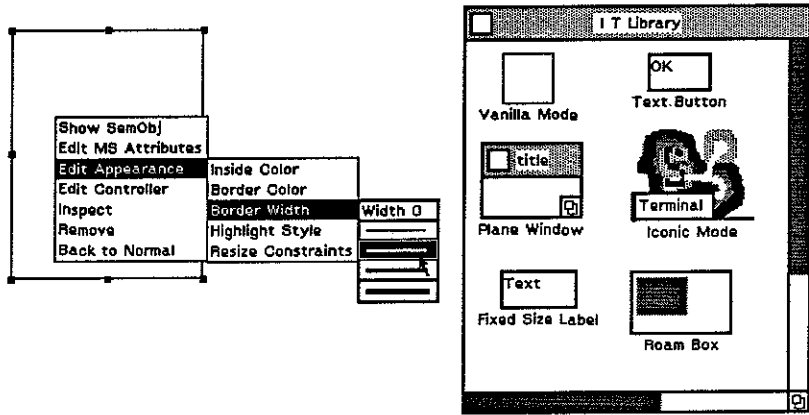 Show SemObj
Edit MS Attributes
Edit Appearance
Edit Controller
Inspect
Remove
Back to Normal
Inside Color
Border Color
Border Width
Highlight Style
Resize Constraints
Width 0
I T Library
Vanilla Mode
OK
Text Button
title
Plane Window
Terminal
Iconic Mode
Text
Fixed Size Label
Roam Box